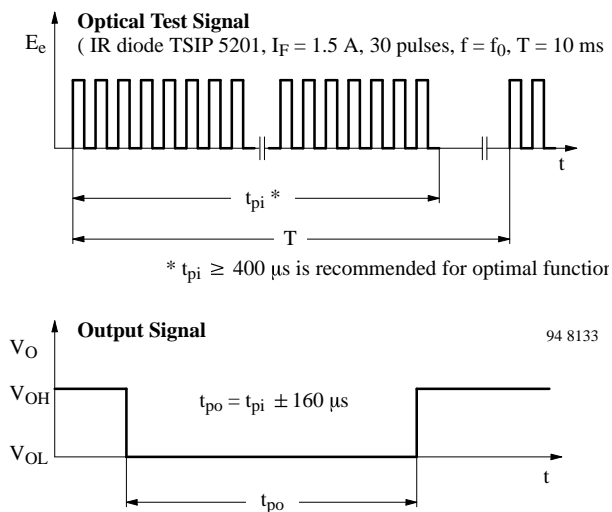 Optical Test Signal
E_e
( IR diode TSIP 5201, I_F = 1.5 A, 30 pulses, f = f_0, T = 10 ms
t
t_pi *
T
* t_pi ≥ 400 μs is recommended for optimal function
Output Signal
94 8133
V_O
V_OH
t_po = t_pi ± 160 μs
V_OL
t
t_po